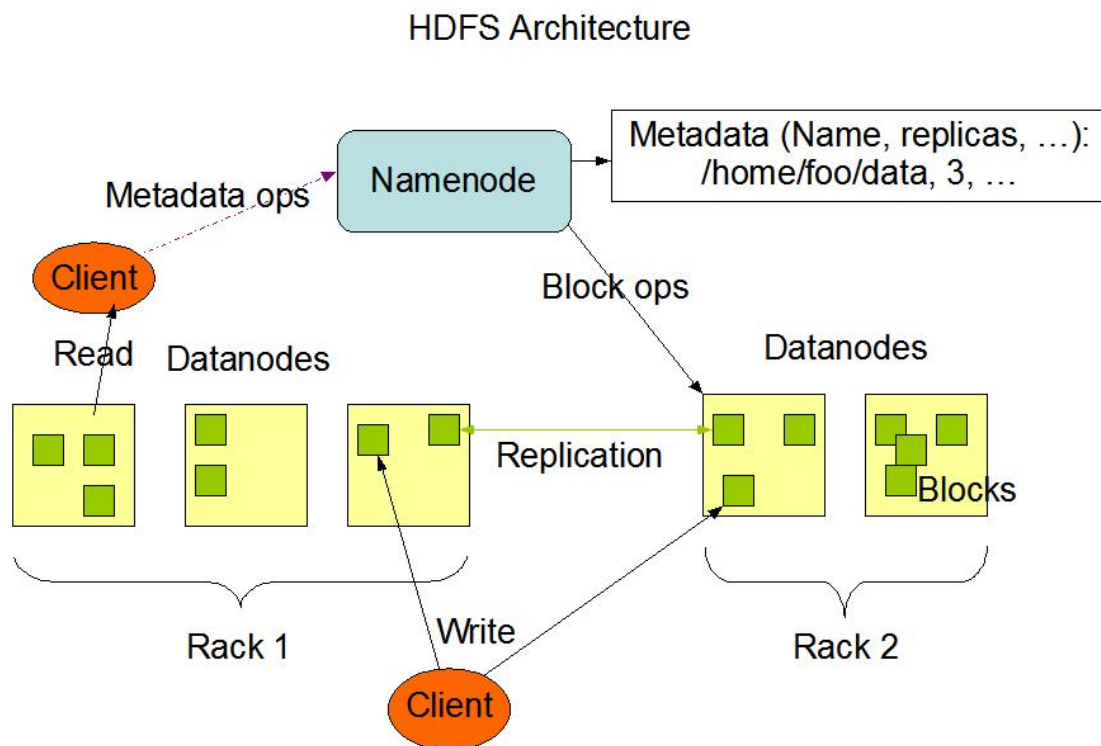 HDFS Architecture
Metadata (Name, replicas, …):
/home/foo/data, 3, …
Namenode
Metadata ops
Client
Block ops
Read
Datanodes
Datanodes
Replication
Blocks
Rack 1
Write
Rack 2
Client